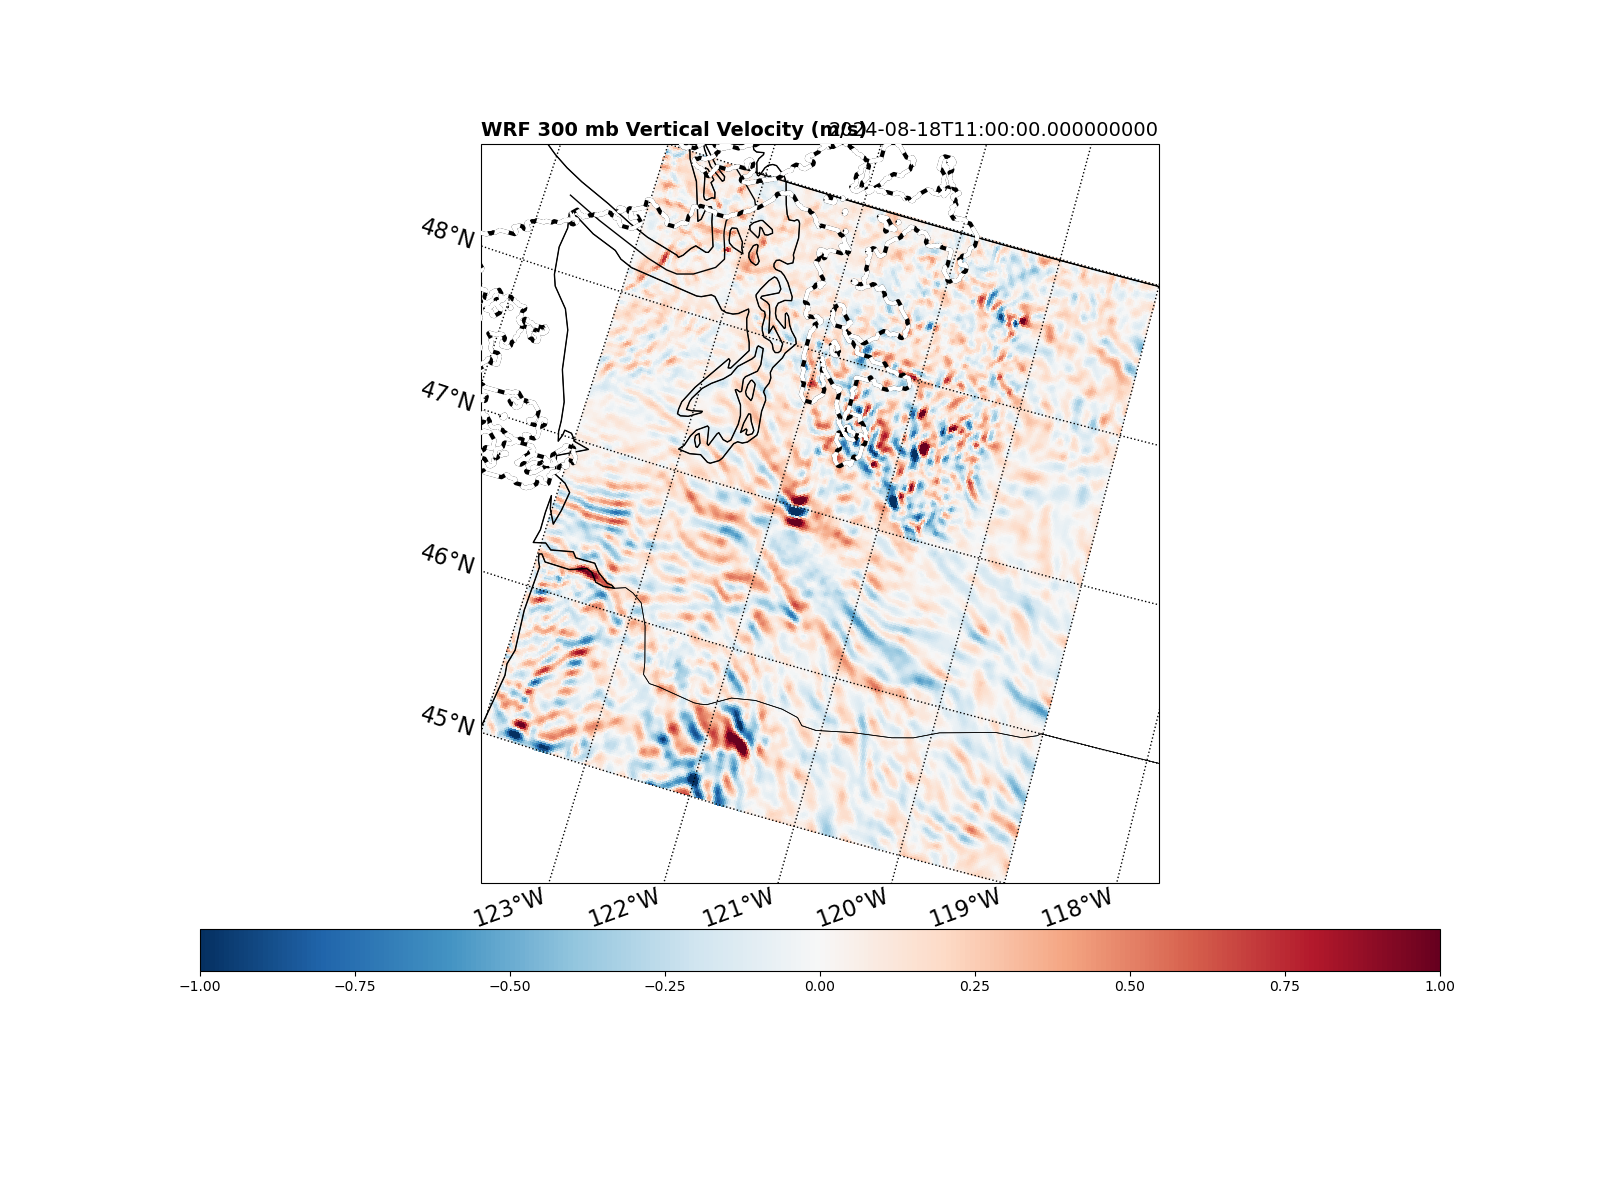 WRF 300 mb Vertical Velocity (m/s) 2024-08-18T11:00:00.000000000
48°N
47°N
46°N
45°N
123°W 122°W 121°W 120°W 119°W 118°W
−1.00 −0.75 −0.50 −0.25 0.00 0.25 0.50 0.75 1.00